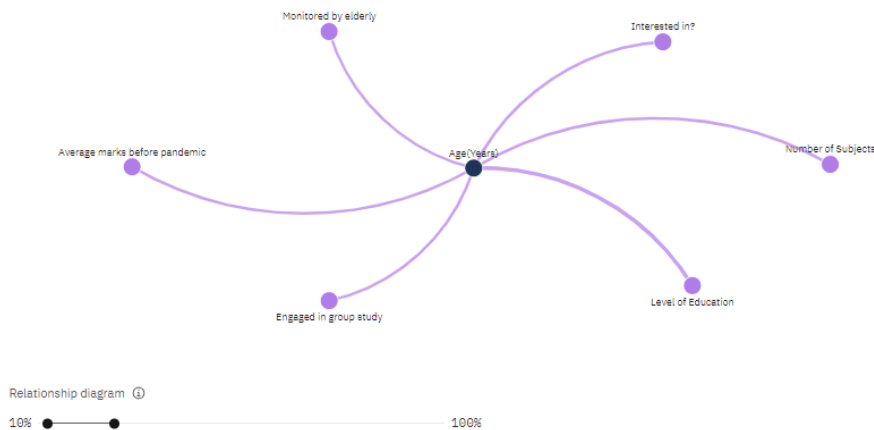 Monitored by elderly
Interested in?
Average marks before pandemic
Age(Years)
Number of Subjects
Engaged in group study
Level of Education
Relationship diagram
10%
100%